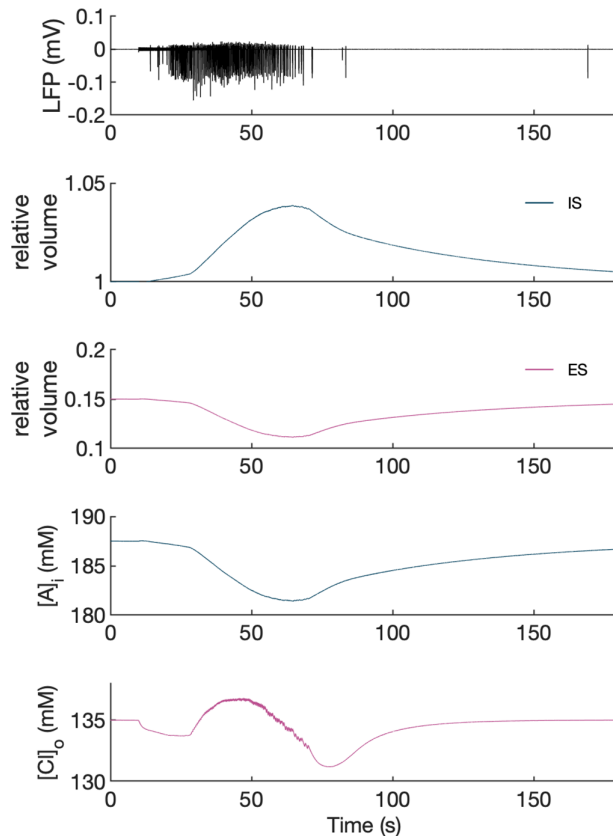 LFP (mV)
0.1
0
-0.1
-0.2
0 50 100 150
relative
volume
1.05
1
IS
0 50 100 150
relative
volume
0.2
0.15
0.1
ES
0 50 100 150
[A]i (mM)
190
185
180
0 50 100 150
[Cl]o (mM)
135
130
0 50 100 150
Time (s)